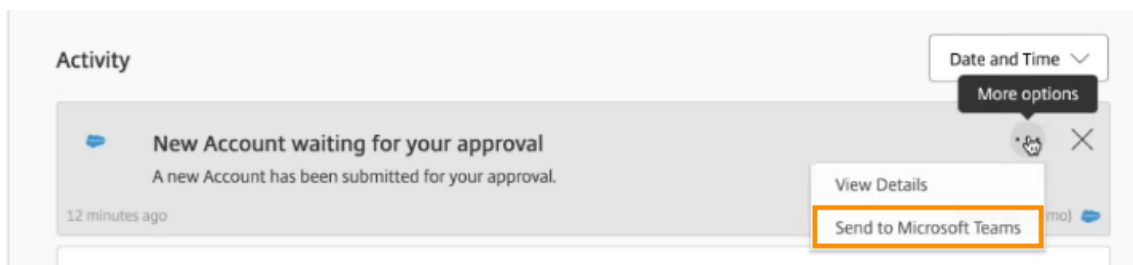 Activity
Date and Time
More options
New Account waiting for your approval
A new Account has been submitted for your approval.
View Details
12 minutes ago
mo)
Send to Microsoft Teams